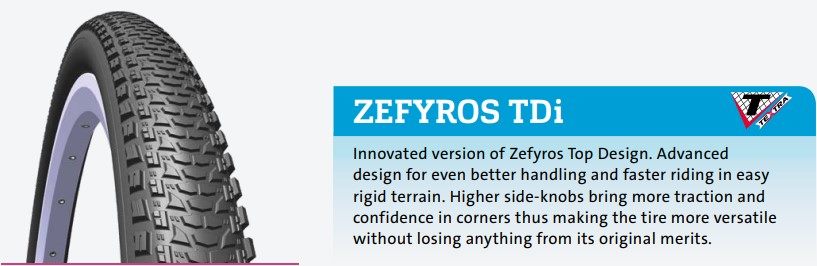 ZEFYROS TDi
T
TEXTRA
Innovated version of Zefyros Top Design. Advanced
design for even better handling and faster riding in easy
rigid terrain. Higher side-knobs bring more traction and
confidence in corners thus making the tire more versatile
without losing anything from its original merits.